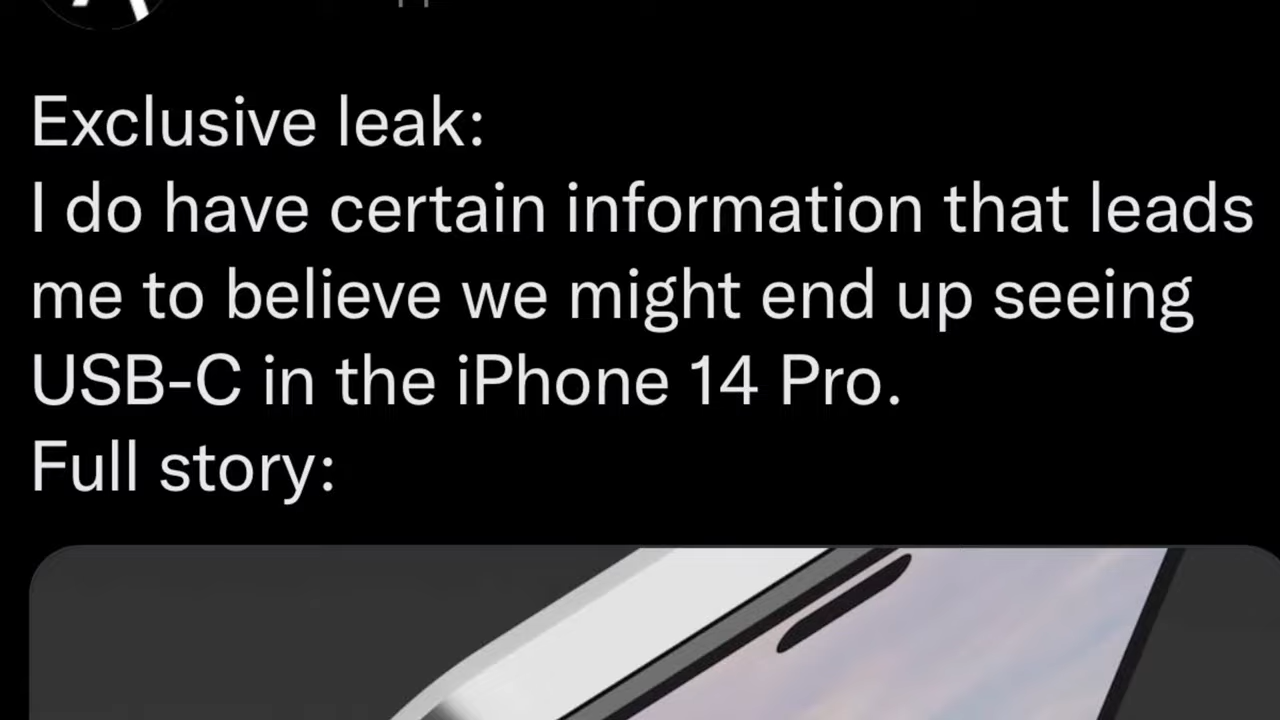 Exclusive leak:
I do have certain information that leads
me to believe we might end up seeing
USB-C in the iPhone 14 Pro.
Full story: